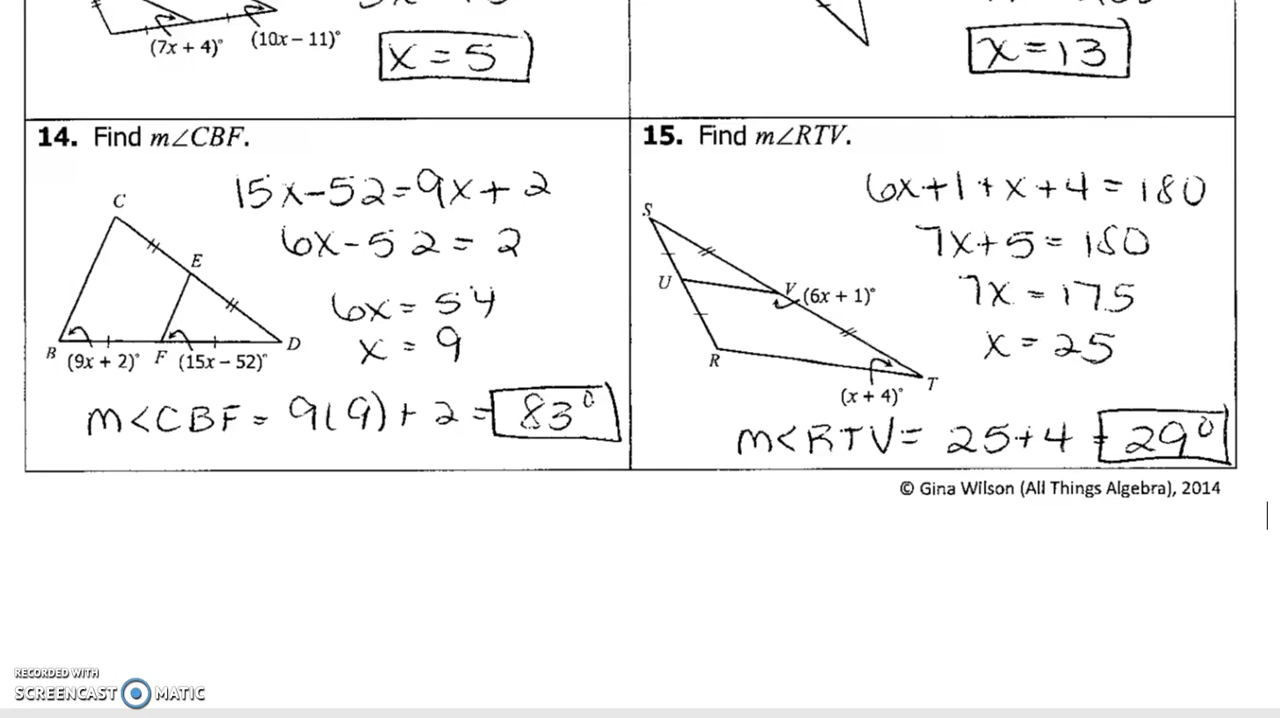 (7x + 4)° (10x – 11)°
x = 5
x = 13
14. Find m∠CBF.
15x-52=9x+2
6x-52=2
6x=54
x=9
C
E
B (9x + 2)° F (15x – 52)° D
m<CBF= 9(9)+2= 83°
15. Find m∠RTV.
6x+1+x+4=180
7x+5=180
7x=175
x=25
S
U V (6x + 1)°
R
(x + 4)° T
m<RTV= 25+4 = 29°
© Gina Wilson (All Things Algebra), 2014
RECORDED WITH
SCREENCAST MATIC